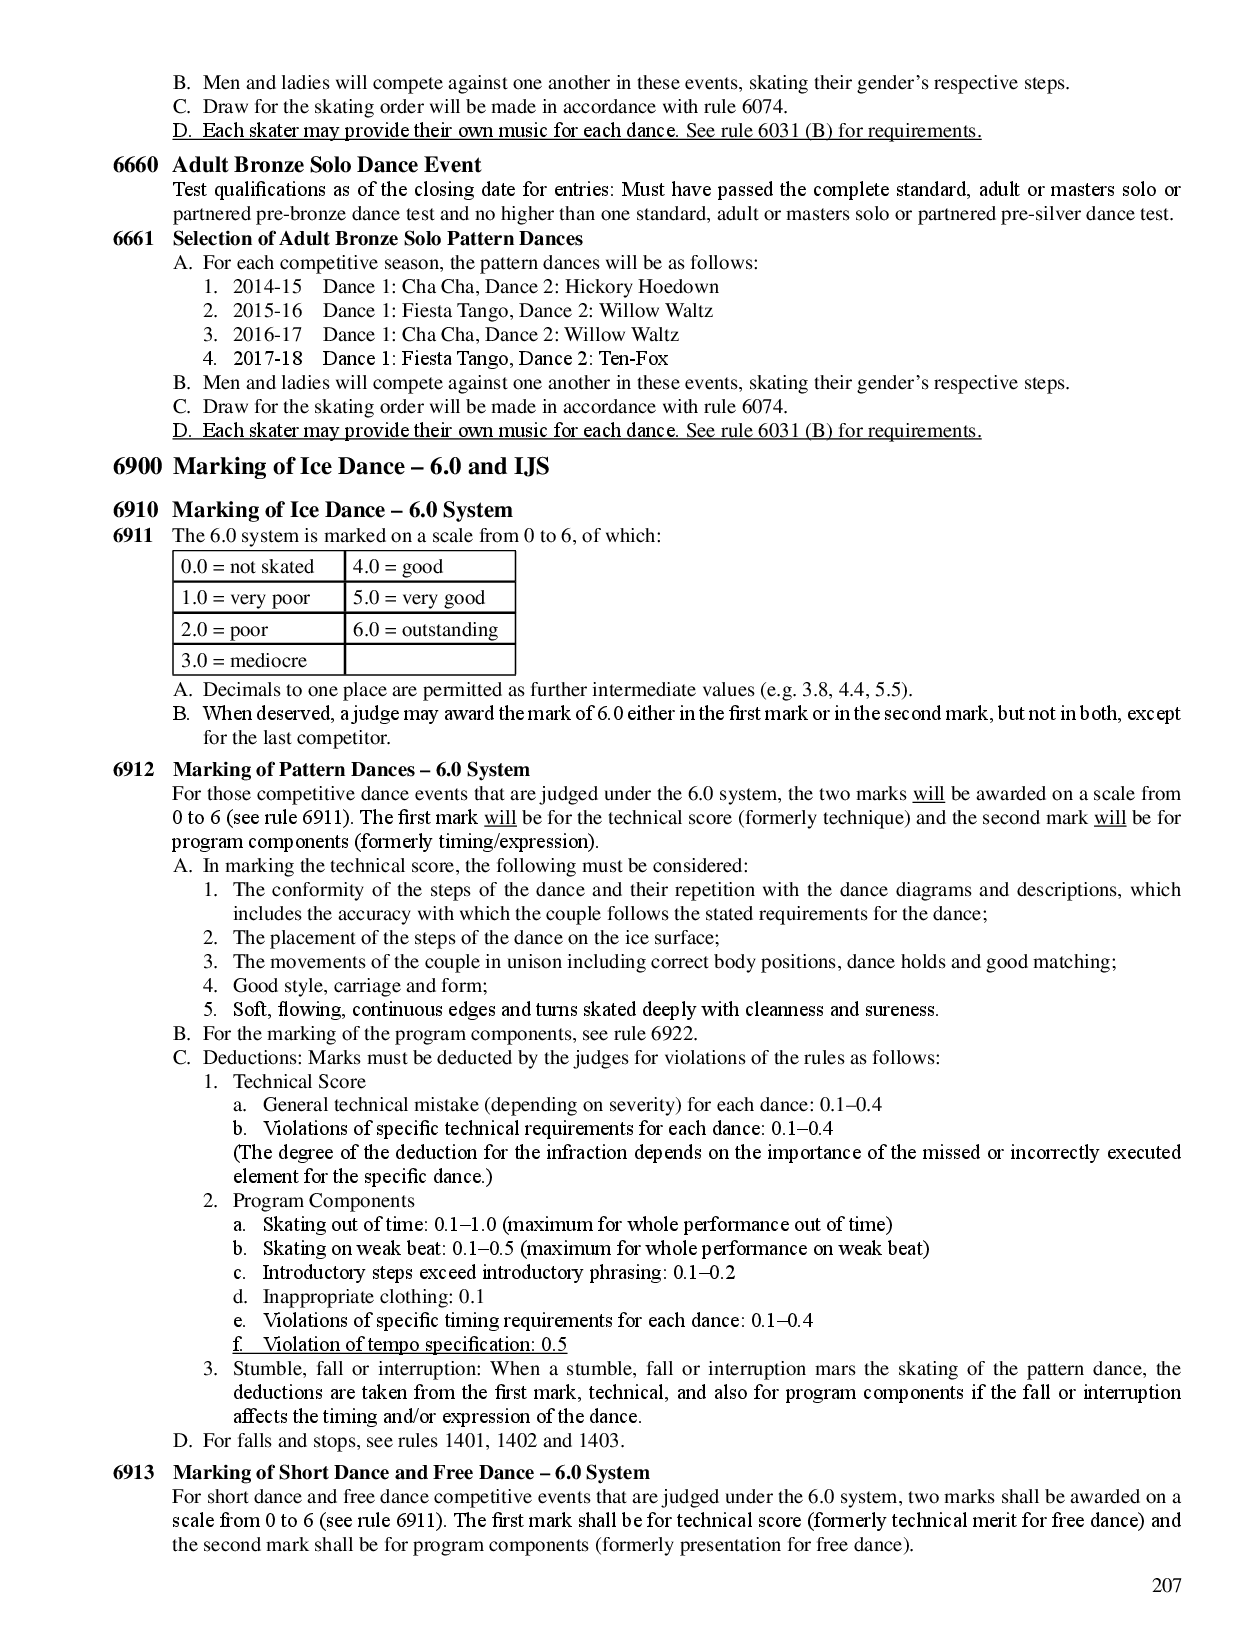 B. Men and ladies will compete against one another in these events, skating their gender’s respective steps.
C. Draw for the skating order will be made in accordance with rule 6074.
D. Each skater may provide their own music for each dance. See rule 6031 (B) for requirements.
6660 Adult Bronze Solo Dance Event
Test qualifications as of the closing date for entries: Must have passed the complete standard, adult or masters solo or
partnered pre-bronze dance test and no higher than one standard, adult or masters solo or partnered pre-silver dance test.
6661 Selection of Adult Bronze Solo Pattern Dances
A. For each competitive season, the pattern dances will be as follows:
1. 2014-15 Dance 1: Cha Cha, Dance 2: Hickory Hoedown
2. 2015-16 Dance 1: Fiesta Tango, Dance 2: Willow Waltz
3. 2016-17 Dance 1: Cha Cha, Dance 2: Willow Waltz
4. 2017-18 Dance 1: Fiesta Tango, Dance 2: Ten-Fox
B. Men and ladies will compete against one another in these events, skating their gender’s respective steps.
C. Draw for the skating order will be made in accordance with rule 6074.
D. Each skater may provide their own music for each dance. See rule 6031 (B) for requirements.
6900 Marking of Ice Dance – 6.0 and IJS
6910 Marking of Ice Dance – 6.0 System
6911 The 6.0 system is marked on a scale from 0 to 6, of which:
0.0 = not skated 4.0 = good
1.0 = very poor 5.0 = very good
2.0 = poor 6.0 = outstanding
3.0 = mediocre
A. Decimals to one place are permitted as further intermediate values (e.g. 3.8, 4.4, 5.5).
B. When deserved, a judge may award the mark of 6.0 either in the first mark or in the second mark, but not in both, except
for the last competitor.
6912 Marking of Pattern Dances – 6.0 System
For those competitive dance events that are judged under the 6.0 system, the two marks will be awarded on a scale from
0 to 6 (see rule 6911). The first mark will be for the technical score (formerly technique) and the second mark will be for
program components (formerly timing/expression).
A. In marking the technical score, the following must be considered:
1. The conformity of the steps of the dance and their repetition with the dance diagrams and descriptions, which
includes the accuracy with which the couple follows the stated requirements for the dance;
2. The placement of the steps of the dance on the ice surface;
3. The movements of the couple in unison including correct body positions, dance holds and good matching;
4. Good style, carriage and form;
5. Soft, flowing, continuous edges and turns skated deeply with cleanness and sureness.
B. For the marking of the program components, see rule 6922.
C. Deductions: Marks must be deducted by the judges for violations of the rules as follows:
1. Technical Score
a. General technical mistake (depending on severity) for each dance: 0.1–0.4
b. Violations of specific technical requirements for each dance: 0.1–0.4
(The degree of the deduction for the infraction depends on the importance of the missed or incorrectly executed
element for the specific dance.)
2. Program Components
a. Skating out of time: 0.1–1.0 (maximum for whole performance out of time)
b. Skating on weak beat: 0.1–0.5 (maximum for whole performance on weak beat)
c. Introductory steps exceed introductory phrasing: 0.1–0.2
d. Inappropriate clothing: 0.1
e. Violations of specific timing requirements for each dance: 0.1–0.4
f. Violation of tempo specification: 0.5
3. Stumble, fall or interruption: When a stumble, fall or interruption mars the skating of the pattern dance, the
deductions are taken from the first mark, technical, and also for program components if the fall or interruption
affects the timing and/or expression of the dance.
D. For falls and stops, see rules 1401, 1402 and 1403.
6913 Marking of Short Dance and Free Dance – 6.0 System
For short dance and free dance competitive events that are judged under the 6.0 system, two marks shall be awarded on a
scale from 0 to 6 (see rule 6911). The first mark shall be for technical score (formerly technical merit for free dance) and
the second mark shall be for program components (formerly presentation for free dance).
207